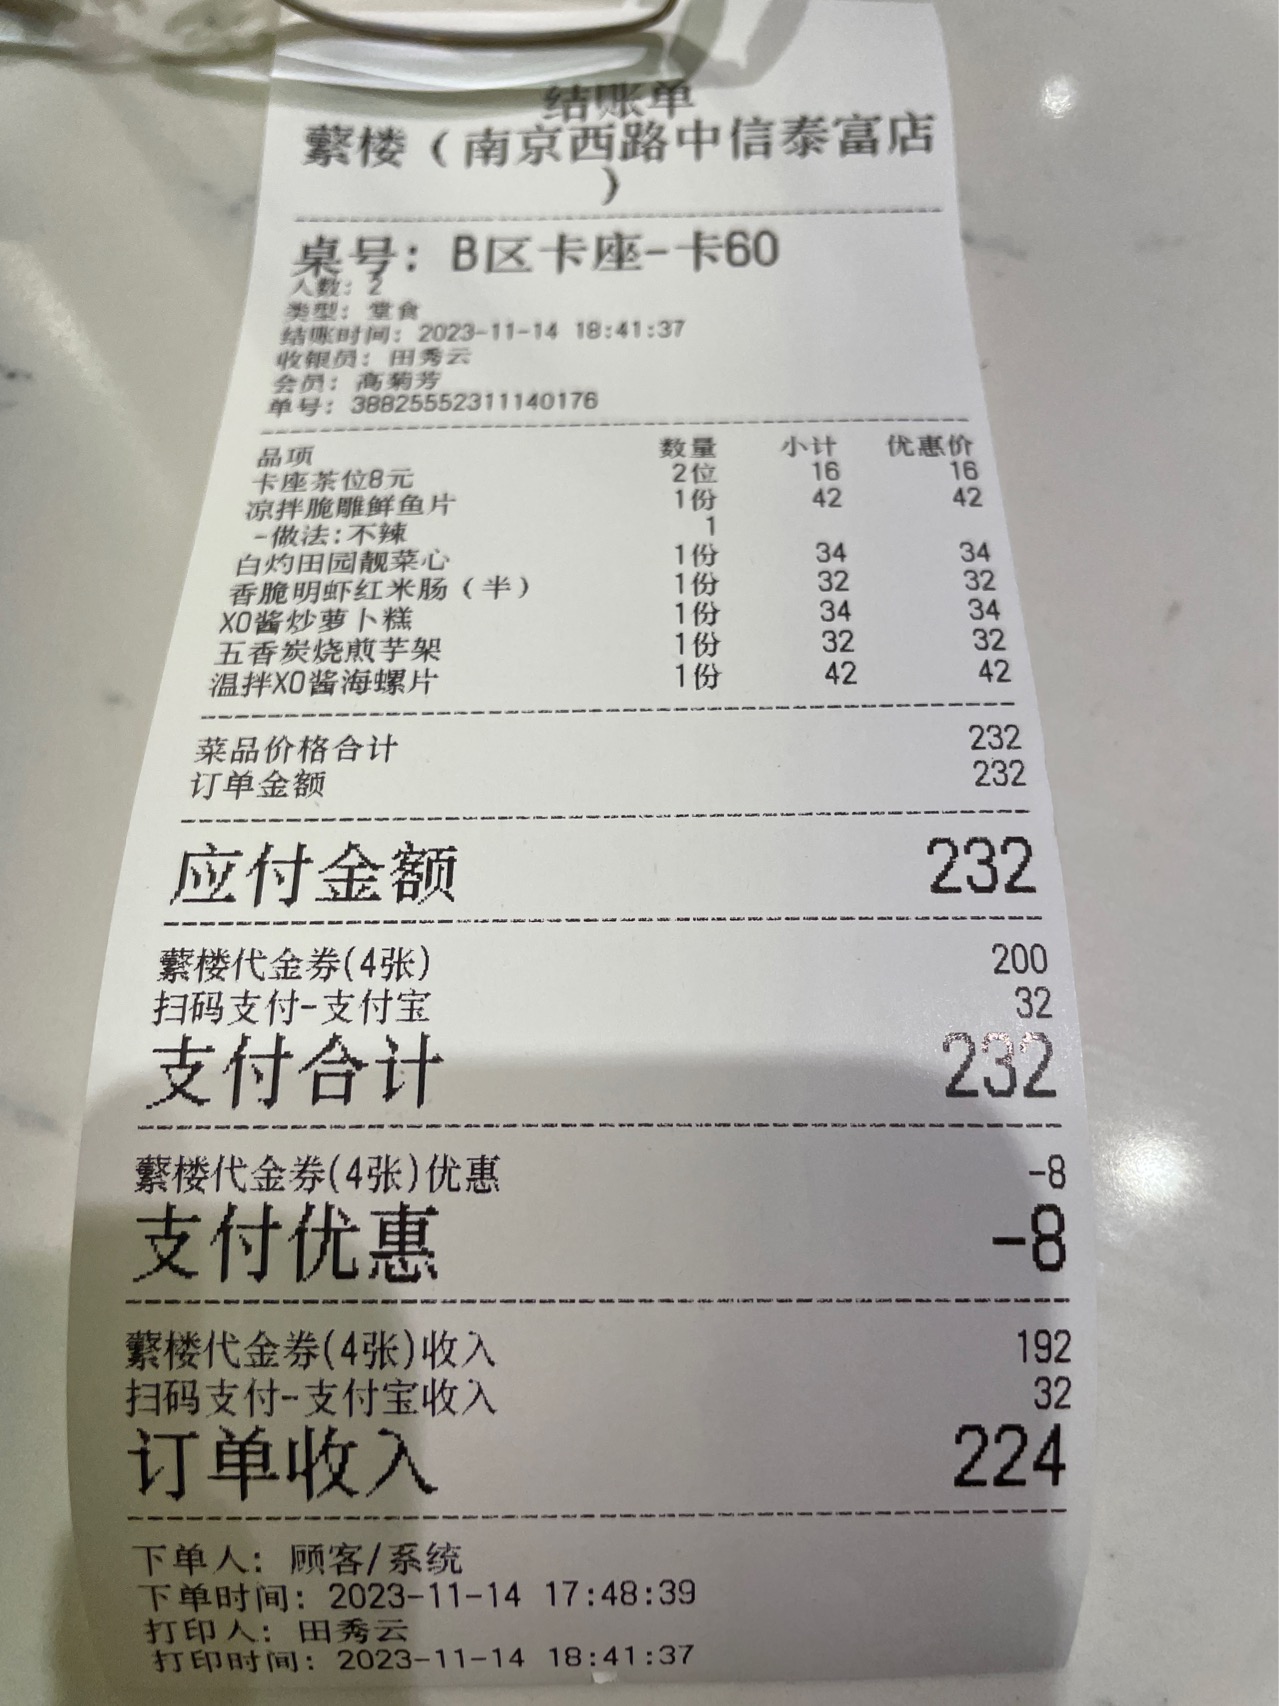 结账单
蘩楼（南京西路中信泰富店
）
桌号：B区卡座-卡60
人数：2
类型：堂食
结账时间：2023-11-14 18:41:37
收银员：田秀云
会员：高菊芳
单号：38825552311140176
品项 数量 小计 优惠价
卡座茶位8元 2位 16 16
凉拌脆雕鲜鱼片 1份 42 42
-做法:不辣 1
白灼田园靓菜心 1份 34 34
香脆明虾红米肠（半） 1份 32 32
XO酱炒萝卜糕 1份 34 34
五香炭烧煎芋架 1份 32 32
温拌XO酱海螺片 1份 42 42
菜品价格合计 232
订单金额 232
应付金额 232
蘩楼代金券(4张) 200
扫码支付-支付宝 32
支付合计 232
蘩楼代金券(4张)优惠 -8
支付优惠 -8
蘩楼代金券(4张)收入 192
扫码支付-支付宝收入 32
订单收入 224
下单人：顾客/系统
下单时间：2023-11-14 17:48:39
打印人：田秀云
打印时间：2023-11-14 18:41:37